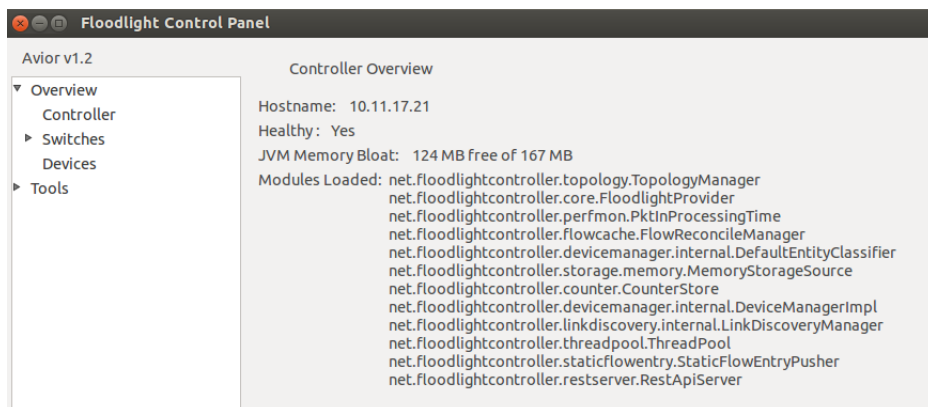 Floodlight Control Panel
Avior v1.2
Overview
Controller
Switches
Devices
Tools
Controller Overview
Hostname: 10.11.17.21
Healthy: Yes
JVM Memory Bloat: 124 MB free of 167 MB
Modules Loaded: net.floodlightcontroller.topology.TopologyManager
net.floodlightcontroller.core.FloodlightProvider
net.floodlightcontroller.perfmon.PktInProcessingTime
net.floodlightcontroller.flowcache.FlowReconcileManager
net.floodlightcontroller.devicemanager.internal.DefaultEntityClassifier
net.floodlightcontroller.storage.memory.MemoryStorageSource
net.floodlightcontroller.counter.CounterStore
net.floodlightcontroller.devicemanager.internal.DeviceManagerImpl
net.floodlightcontroller.linkdiscovery.internal.LinkDiscoveryManager
net.floodlightcontroller.threadpool.ThreadPool
net.floodlightcontroller.staticflowentry.StaticFlowEntryPusher
net.floodlightcontroller.restserver.RestApiServer